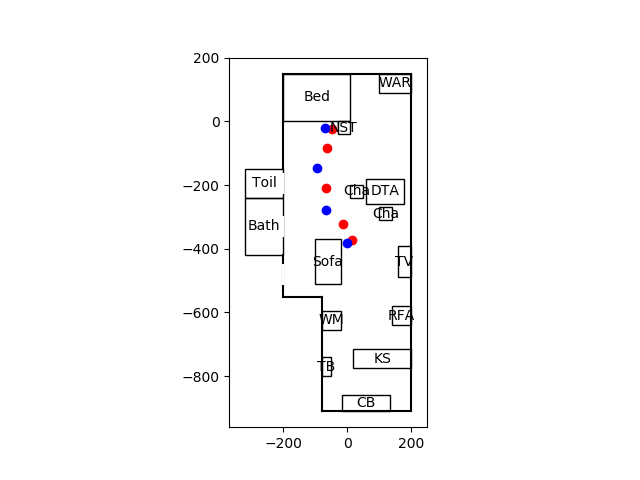 200
0
−200
−400
−600
−800
−200
0
200
Bed
WAR
NST
Toil
Cha
DTA
Cha
Bath
Sofa
TV
WM
RFA
KS
TB
CB